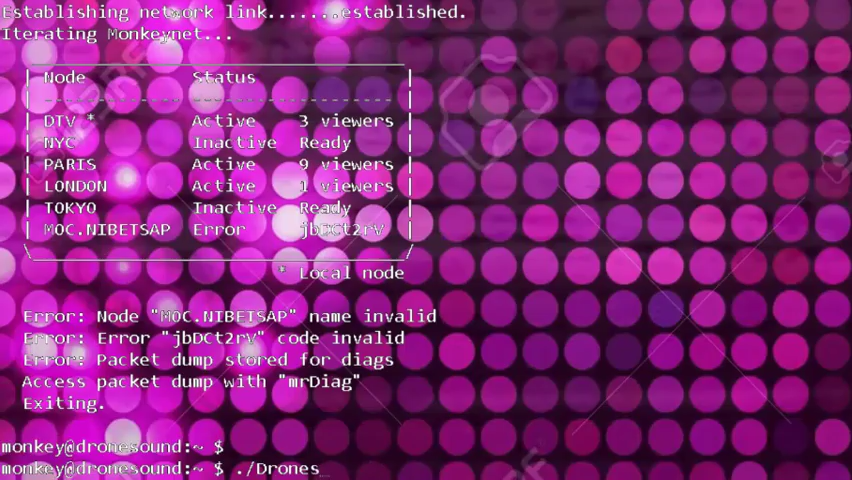 Establishing network link.......established.
Iterating Monkeynet...
Node Status
DTV * Active 3 viewers
NYC Inactive Ready
PARIS Active 9 viewers
LONDON Active 1 viewers
TOKYO Inactive Ready
MOC.NIBETSAP Error jbDCt2rV
* Local node
Error: Node "MOC.NIBETSAP" name invalid
Error: Error "jbDCt2rV" code invalid
Error: Packet dump stored for diags
Access packet dump with "mrDiag"
Exiting.
monkey@dronesound:~ $
monkey@dronesound:~ $ ./Drones_